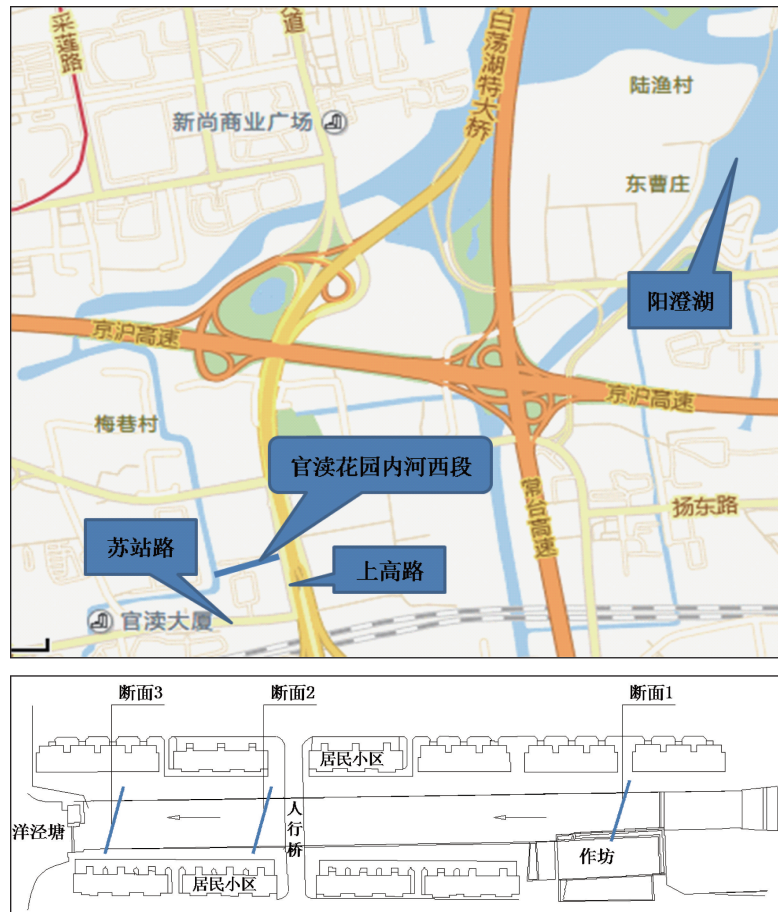 采莲路
大道
白荡湖特大桥
陆渔村
新尚商业广场
东曹庄
阳澄湖
京沪高速
京沪高速
梅巷村
官渎花园内河西段
常台高速
扬东路
苏站路
上高路
官渎大厦
断面3
断面2
断面1
居民小区
洋泾塘
人行桥
作坊
居民小区